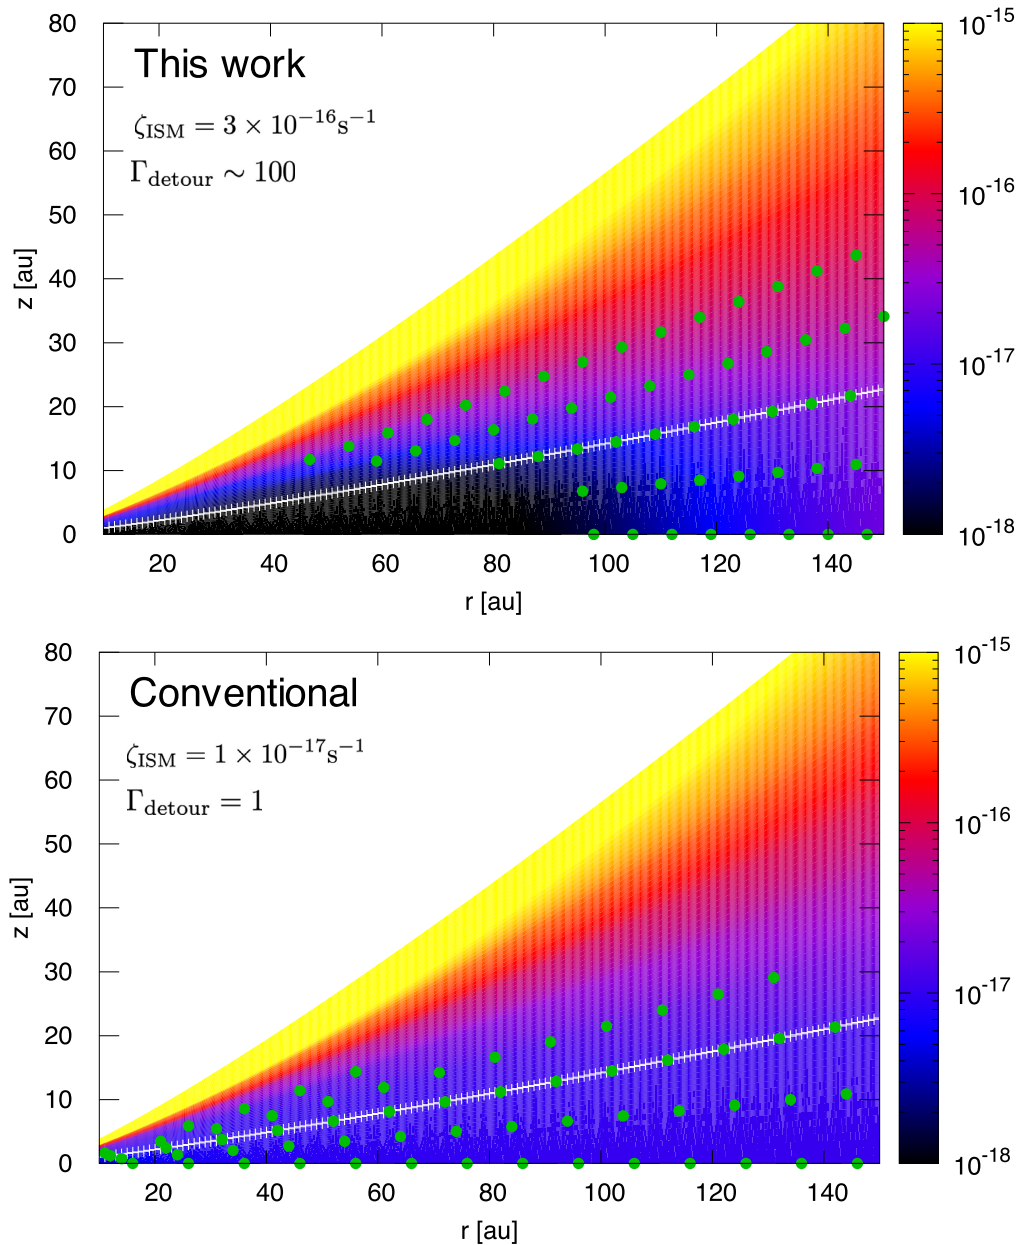 This work
ζISM = 3 × 10−16s−1
Γdetour ∼ 100
80
70
60
50
40
30
20
10
0
z [au]
20 40 60 80 100 120 140
r [au]
10-15
10-16
10-17
10-18
Conventional
ζISM = 1 × 10−17s−1
Γdetour = 1
80
70
60
50
40
30
20
10
0
z [au]
20 40 60 80 100 120 140
r [au]
10-15
10-16
10-17
10-18